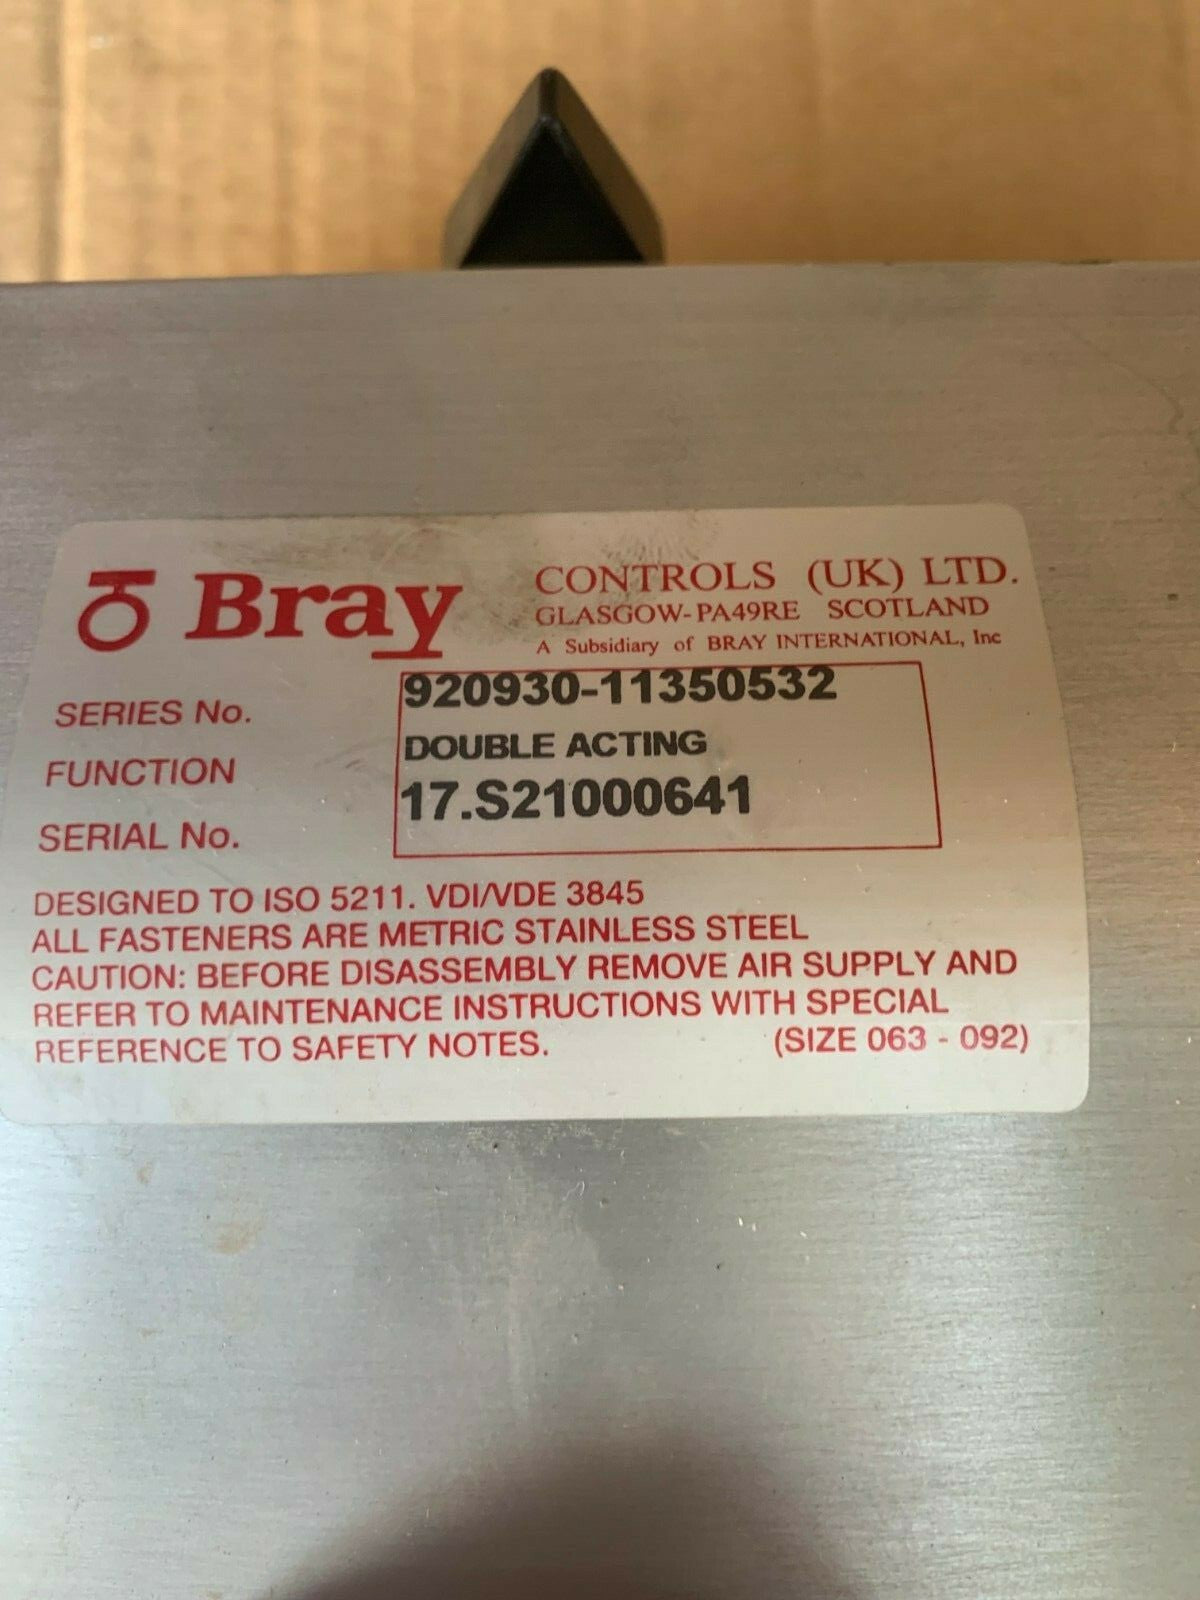 Bray CONTROLS (UK) LTD.
GLASGOW-PA49RE SCOTLAND
A Subsidiary of BRAY INTERNATIONAL, Inc
SERIES No. 920930-11350532
FUNCTION DOUBLE ACTING
SERIAL No. 17.S21000641
DESIGNED TO ISO 5211. VDI/VDE 3845
ALL FASTENERS ARE METRIC STAINLESS STEEL
CAUTION: BEFORE DISASSEMBLY REMOVE AIR SUPPLY AND
REFER TO MAINTENANCE INSTRUCTIONS WITH SPECIAL
REFERENCE TO SAFETY NOTES. (SIZE 063 - 092)